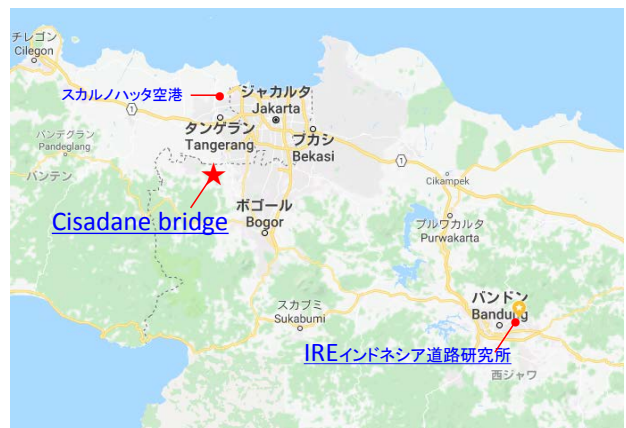 チレゴン
Cilegon
スカルノハッタ空港
ジャカルタ
Jakarta
1
タンゲラン
Tangerang
ブカシ
Bekasi
パンデグラン
Pandeglang
1
バンテン
Cikampek
Cisadane bridge
ボゴール
Bogor
プルワカルタ
Purwakarta
スカブミ
Sukabumi
バンドン
Bandung
IREインドネシア道路研究所
西ジャワ